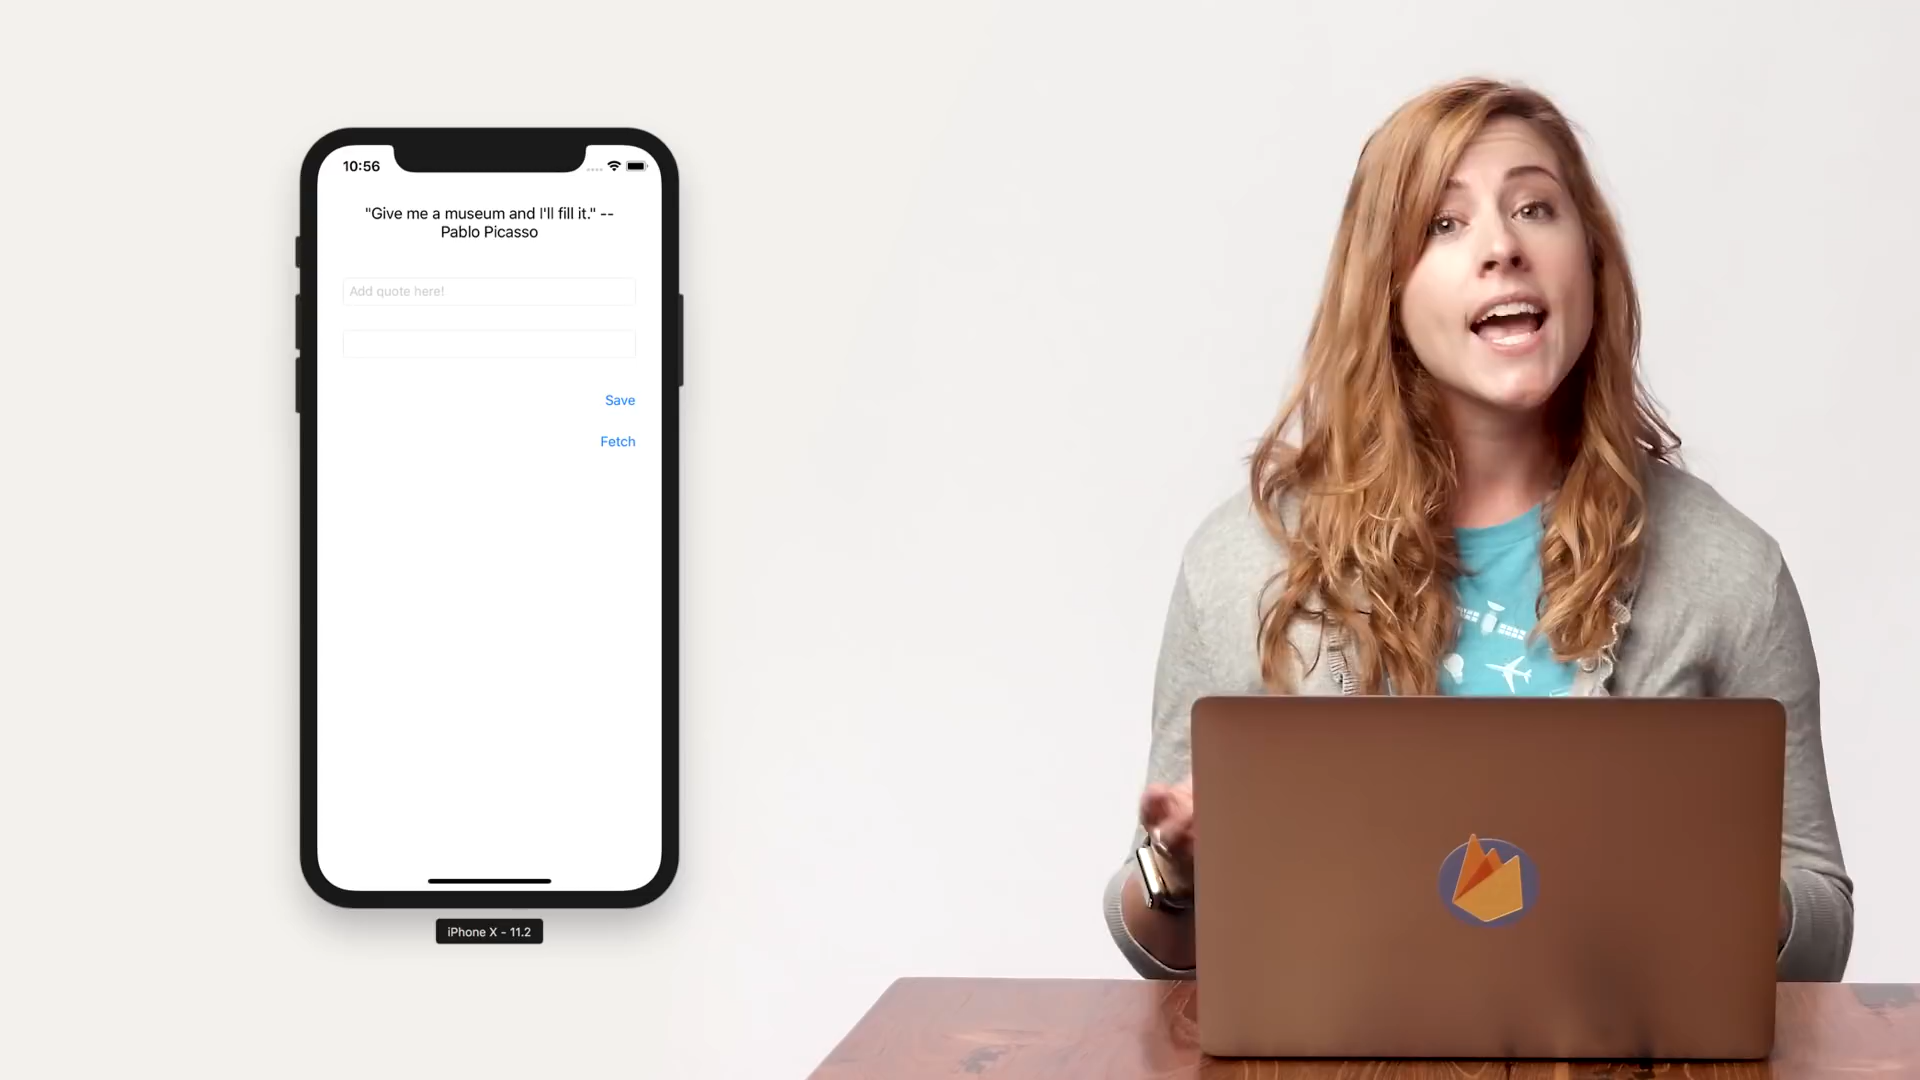 10:56
"Give me a museum and I'll fill it." --
Pablo Picasso
Add quote here!
Save
Fetch
iPhone X - 11.2